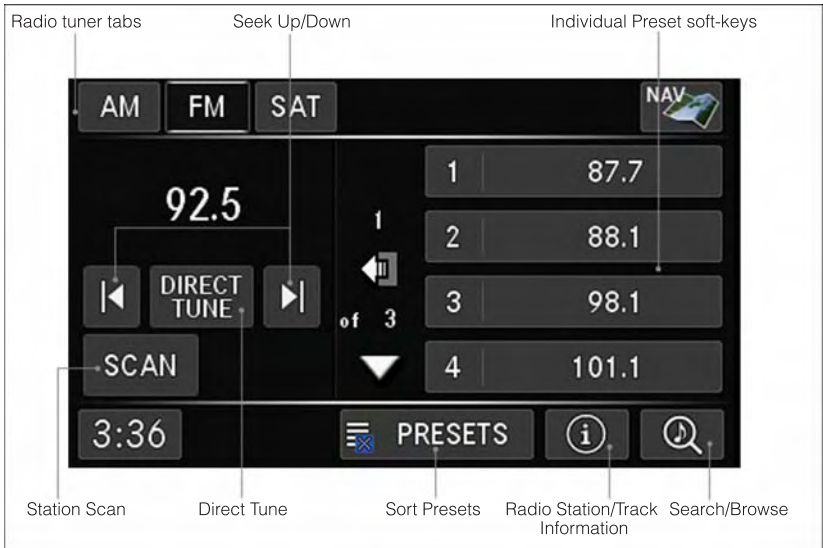 Radio tuner tabs
Seek Up/Down
Individual Preset soft-keys
AM
FM
SAT
NAV
92.5
1
of 3
1 87.7
2 88.1
3 98.1
4 101.1
DIRECT
TUNE
SCAN
3:36
PRESETS
i
Station Scan
Direct Tune
Sort Presets
Radio Station/Track
Information
Search/Browse